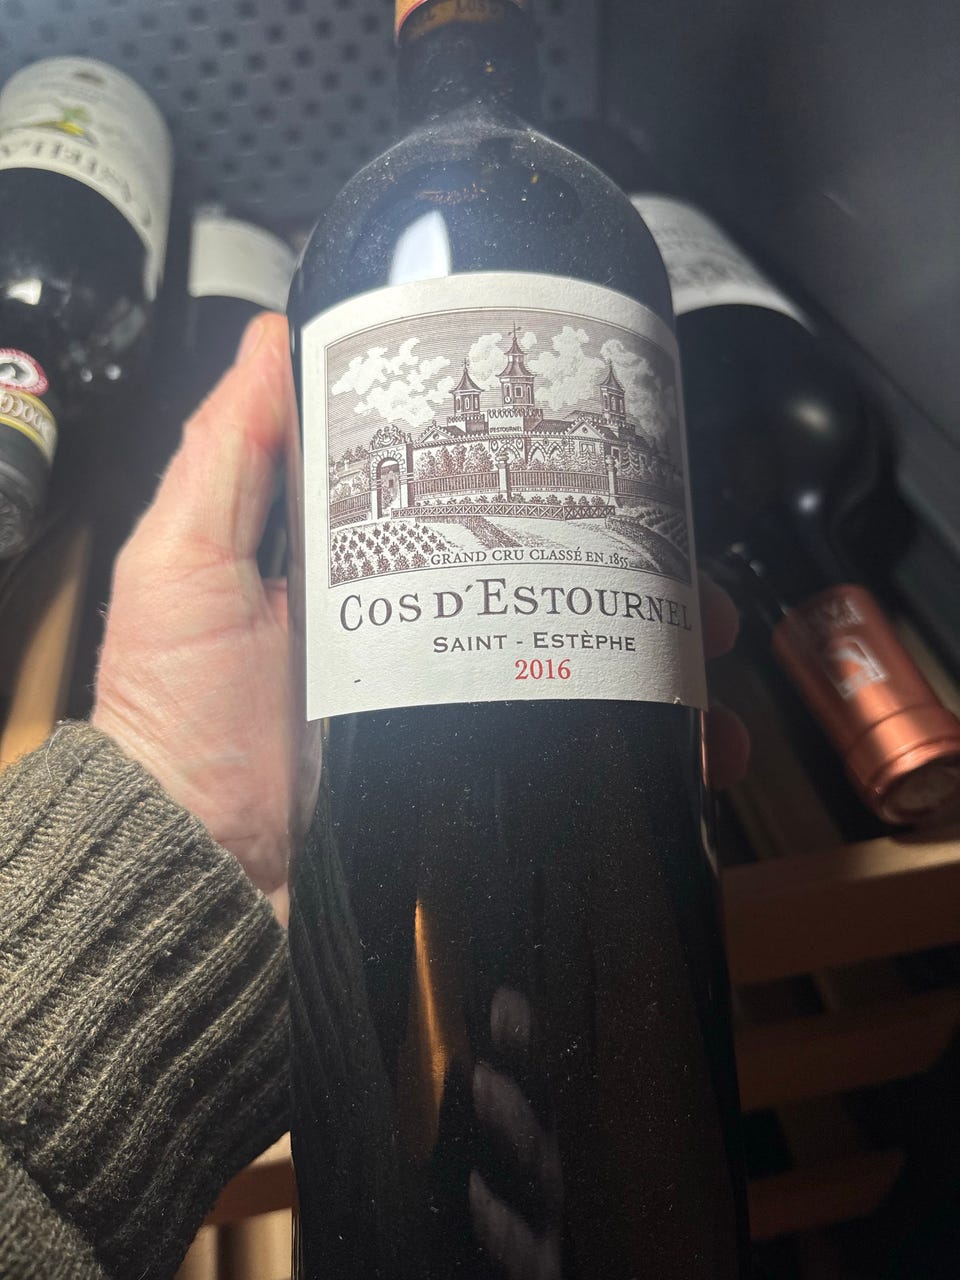 D'ESTOURNEL
GRAND CRU CLASSÉ EN 1855
COS D'ESTOURNEL
SAINT - ESTÈPHE
2016